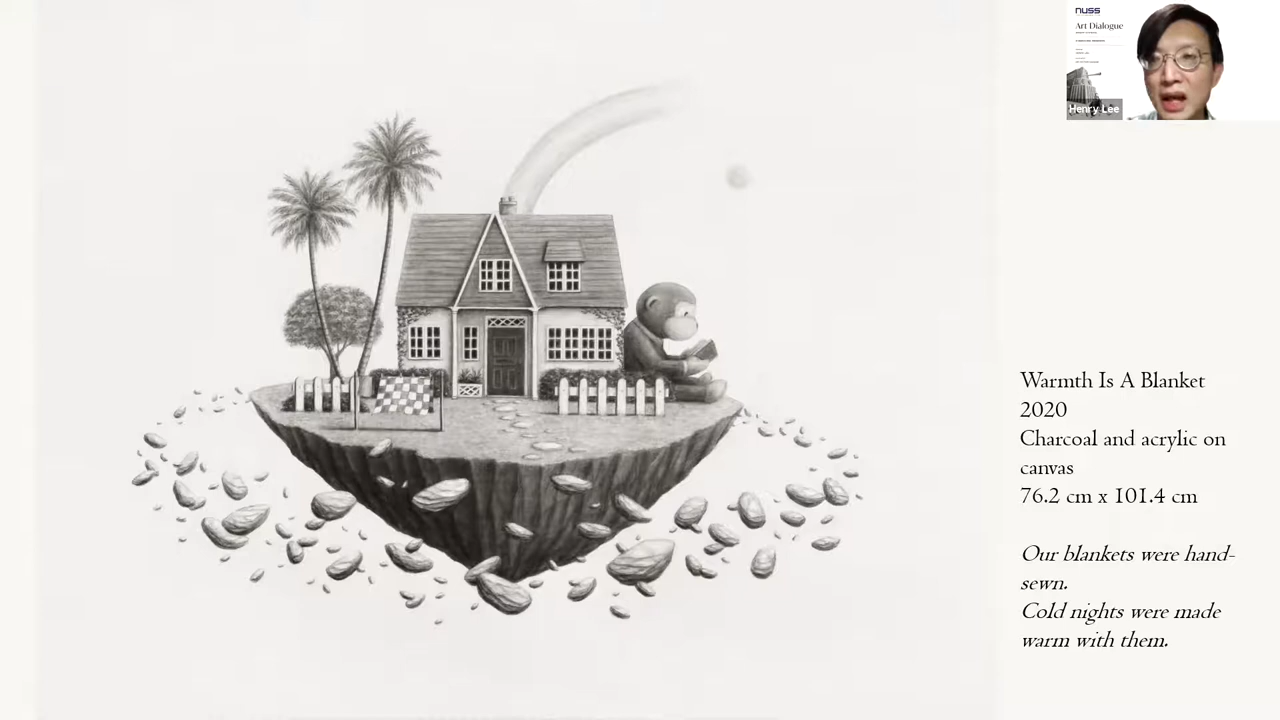 nuss
Art Dialogue
Henry Lee
Warmth Is A Blanket
2020
Charcoal and acrylic on
canvas
76.2 cm x 101.4 cm
Our blankets were hand-
sewn.
Cold nights were made
warm with them.